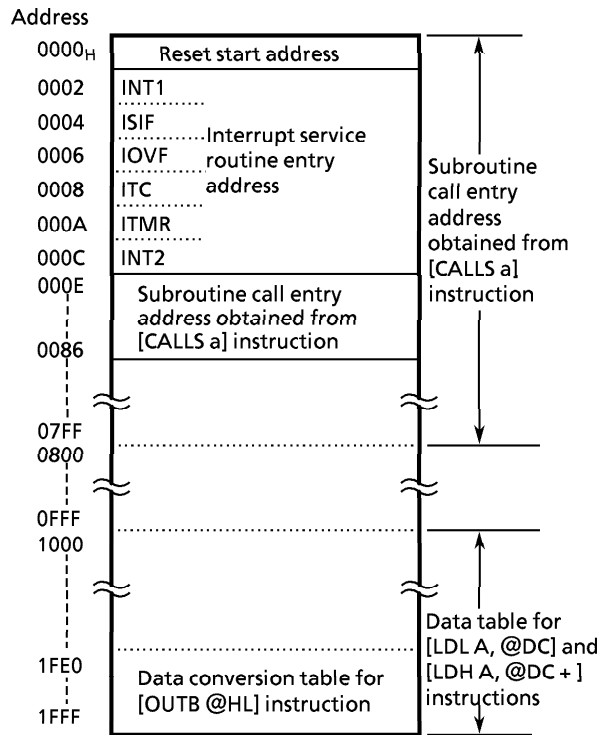 Address
0000H Reset start address
0002 INT1
0004 ISIF
Interrupt service
0006 IOVF
routine entry
0008 ITC
address
000A ITMR
000C INT2
000E
Subroutine call entry
address obtained from
[CALLS a] instruction
0086
Subroutine
call entry
address
obtained from
[CALLS a]
instruction
07FF
0800
0FFF
1000
1FE0
Data conversion table for
[OUTB @HL] instruction
1FFF
Data table for
[LDL A, @DC] and
[LDH A, @DC + ]
instructions